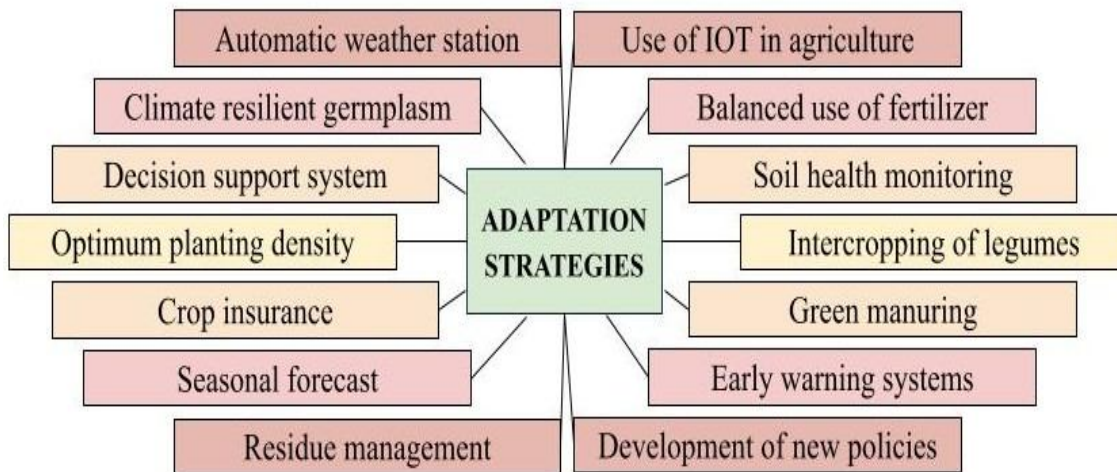 Automatic weather station
Use of IOT in agriculture
Climate resilient germplasm
Balanced use of fertilizer
Decision support system
Soil health monitoring
ADAPTATION
STRATEGIES
Optimum planting density
Intercropping of legumes
Crop insurance
Green manuring
Seasonal forecast
Early warning systems
Residue management
Development of new policies